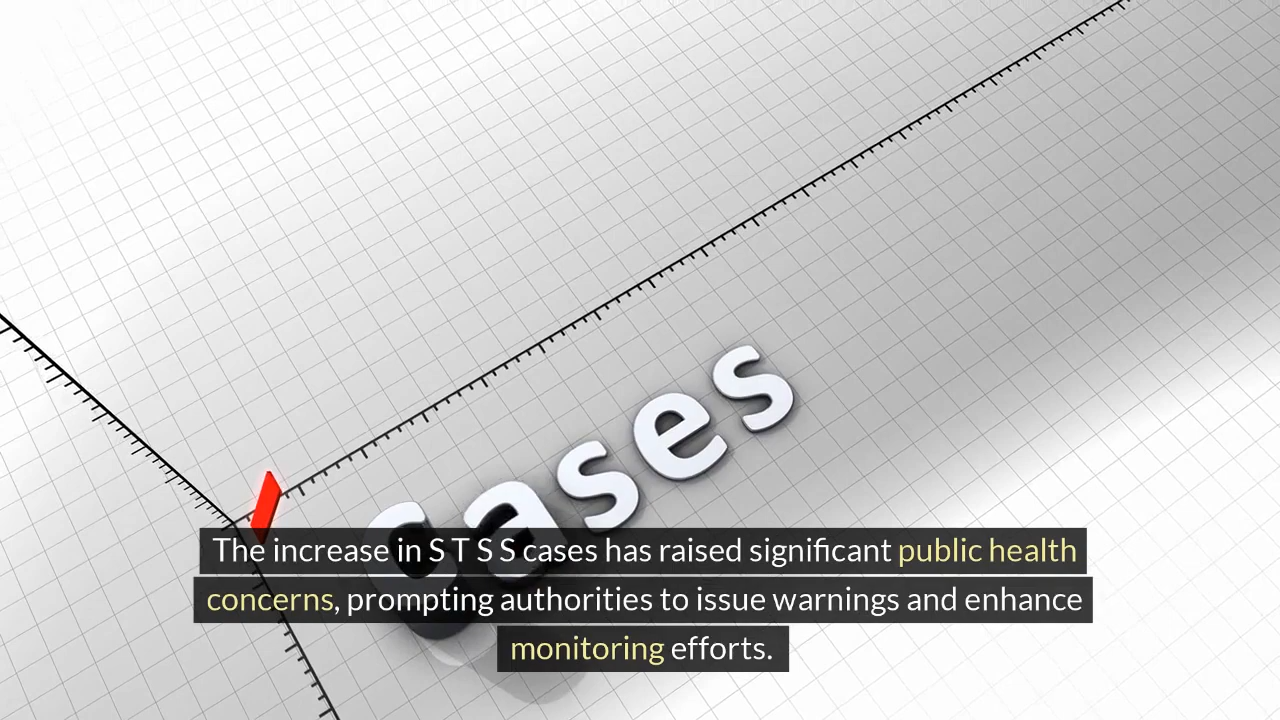 Cases
The increase in S T S S cases has raised significant public health
concerns, prompting authorities to issue warnings and enhance
monitoring efforts.